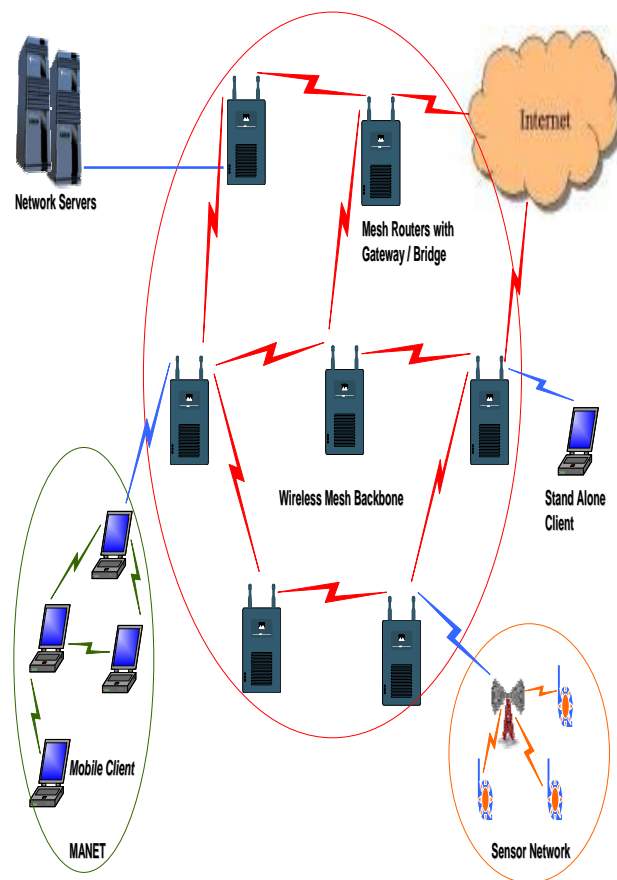 Internet
Network Servers
Mesh Routers with
Gateway / Bridge
Wireless Mesh Backbone
Stand Alone
Client
Mobile Client
MANET
Sensor Network